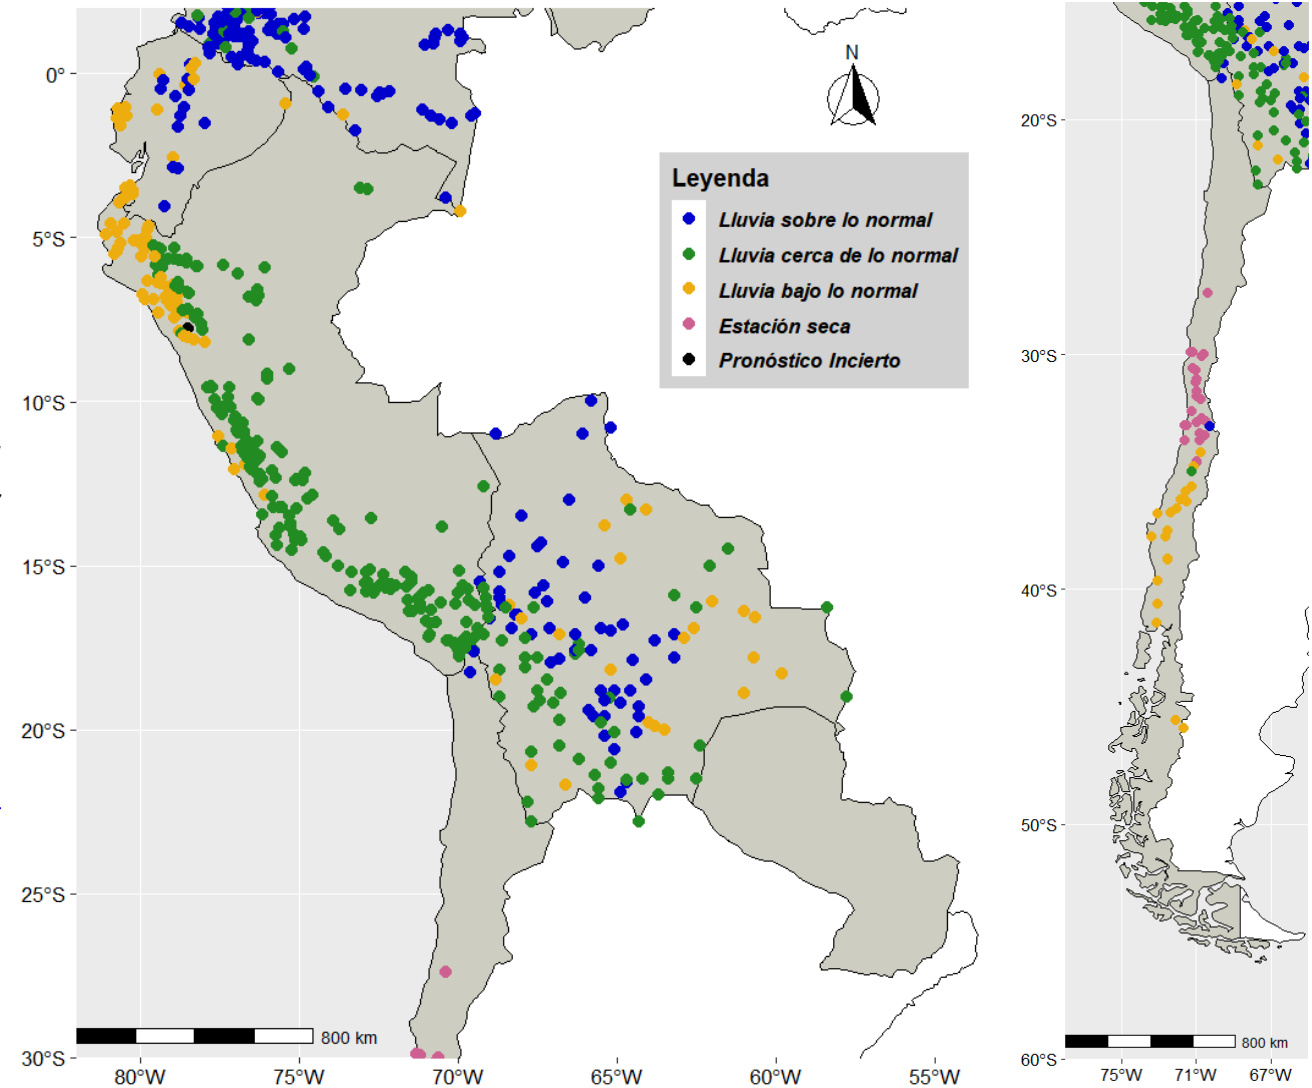 N
Leyenda
Lluvia sobre lo normal
Lluvia cerca de lo normal
Lluvia bajo lo normal
Estación seca
Pronóstico Incierto
0°
5°S
10°S
15°S
20°S
25°S
30°S
800 km
80°W
75°W
70°W
65°W
60°W
55°W
20°S
30°S
40°S
50°S
60°S
800 km
75°W
71°W
67°W